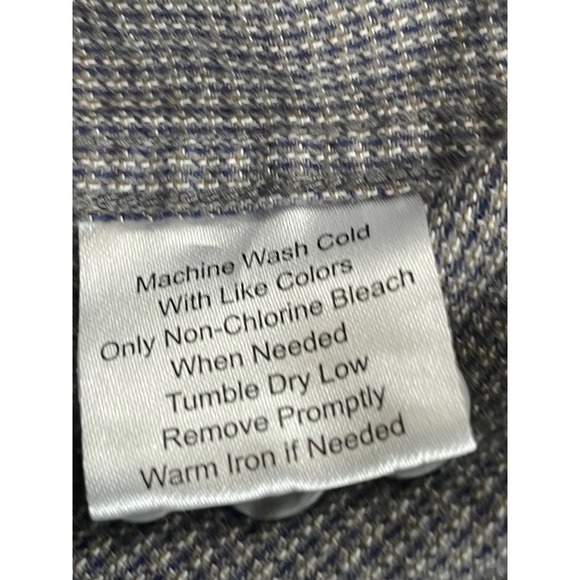 Machine Wash Cold
With Like Colors
Only Non-Chlorine Bleach
When Needed
Tumble Dry Low
Remove Promptly
Warm Iron if Needed